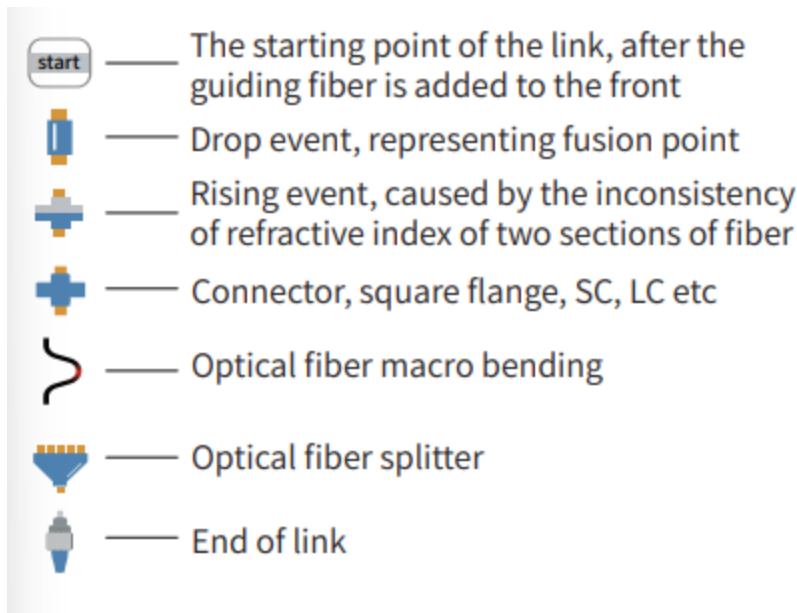 start
The starting point of the link, after the
guiding fiber is added to the front
Drop event, representing fusion point
Rising event, caused by the inconsistency
of refractive index of two sections of fiber
Connector, square flange, SC, LC etc
Optical fiber macro bending
Optical fiber splitter
End of link